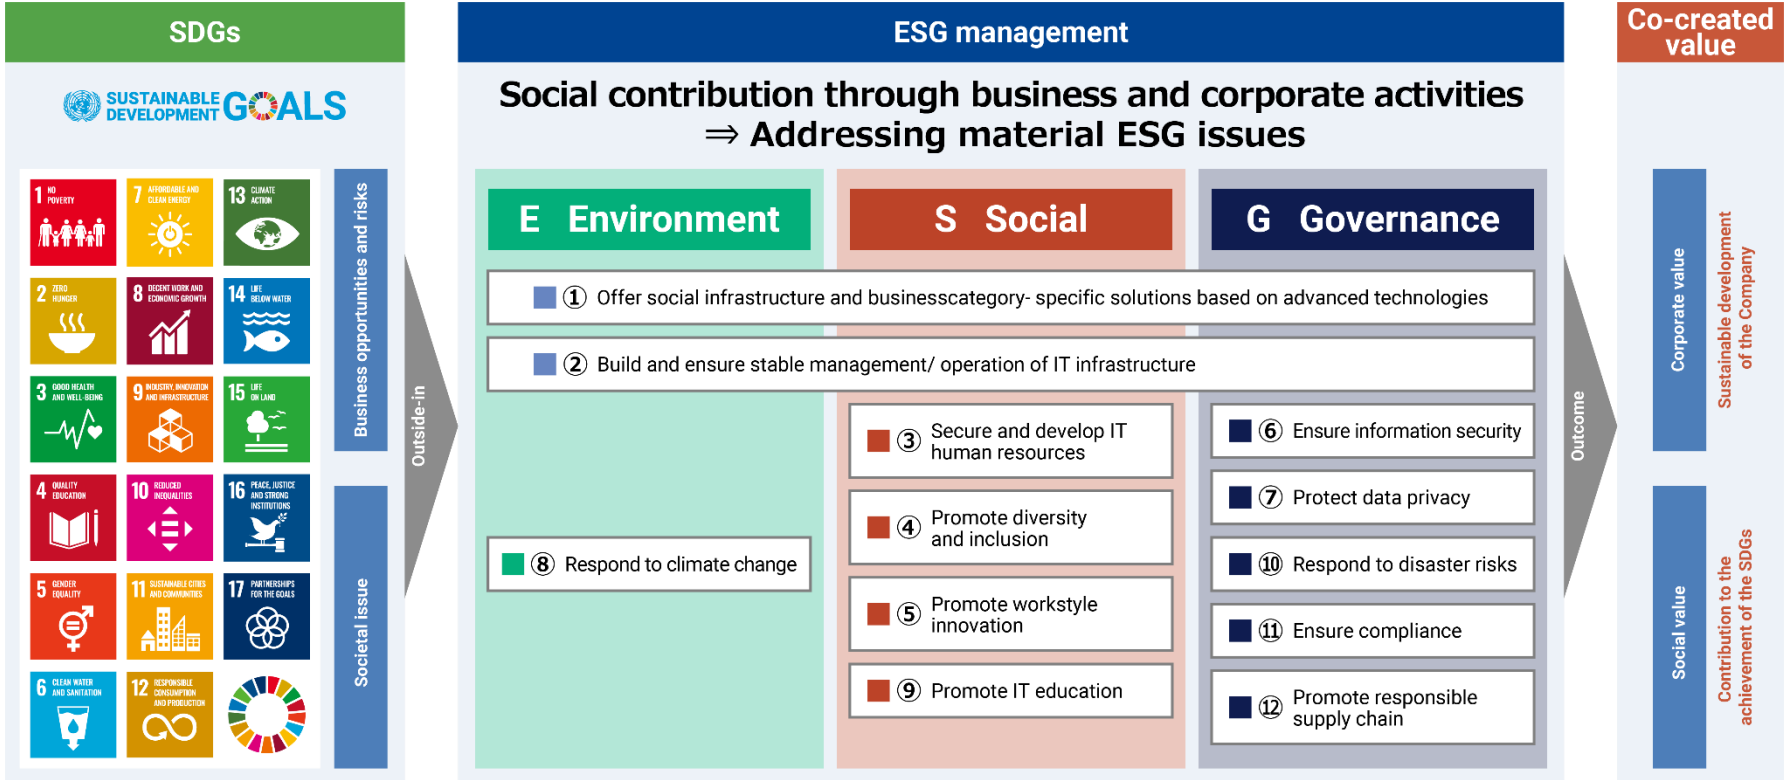 SDGs
SUSTAINABLE
DEVELOPMENT
GOALS
1 NO
POVERTY
7 AFFORDABLE AND
CLEAN ENERGY
13 CLIMATE
ACTION
2 ZERO
HUNGER
8 DECENT WORK AND
ECONOMIC GROWTH
14 LIFE
BELOW WATER
3 GOOD HEALTH
AND WELL-BEING
9 INDUSTRY, INNOVATION
AND INFRASTRUCTURE
15 LIFE
ON LAND
4 QUALITY
EDUCATION
10 REDUCED
INEQUALITIES
16 PEACE, JUSTICE
AND STRONG
INSTITUTIONS
5 GENDER
EQUALITY
11 SUSTAINABLE CITIES
AND COMMUNITIES
17 PARTNERSHIPS
FOR THE GOALS
6 CLEAN WATER
AND SANITATION
12 RESPONSIBLE
CONSUMPTION
AND PRODUCTION
Business opportunities and risks
Societal issue
Outside-in
ESG management
Social contribution through business and corporate activities
⇒ Addressing material ESG issues
E Environment
S Social
G Governance
① Offer social infrastructure and businesscategory- specific solutions based on advanced technologies
② Build and ensure stable management/ operation of IT infrastructure
⑧ Respond to climate change
③ Secure and develop IT
human resources
④ Promote diversity
and inclusion
⑤ Promote workstyle
innovation
⑨ Promote IT education
⑥ Ensure information security
⑦ Protect data privacy
⑩ Respond to disaster risks
⑪ Ensure compliance
⑫ Promote responsible
supply chain
Outcome
Co-created
value
Corporate value
Sustainable development
of the Company
Social value
Contribution to the
achievement of the SDGs